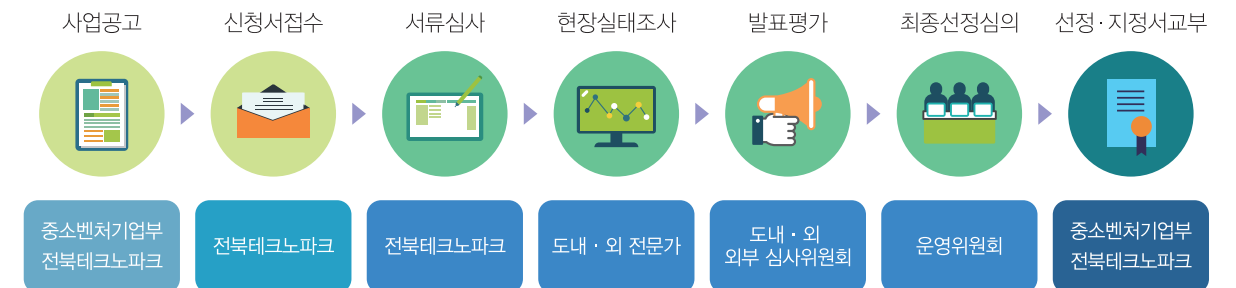 사업공고
신청서접수
서류심사
현장실태조사
발표평가
최종선정심의
선정·지정서교부
중소벤처기업부
전북테크노파크
전북테크노파크
전북테크노파크
도내·외 전문가
도내·외
외부 심사위원회
운영위원회
중소벤처기업부
전북테크노파크